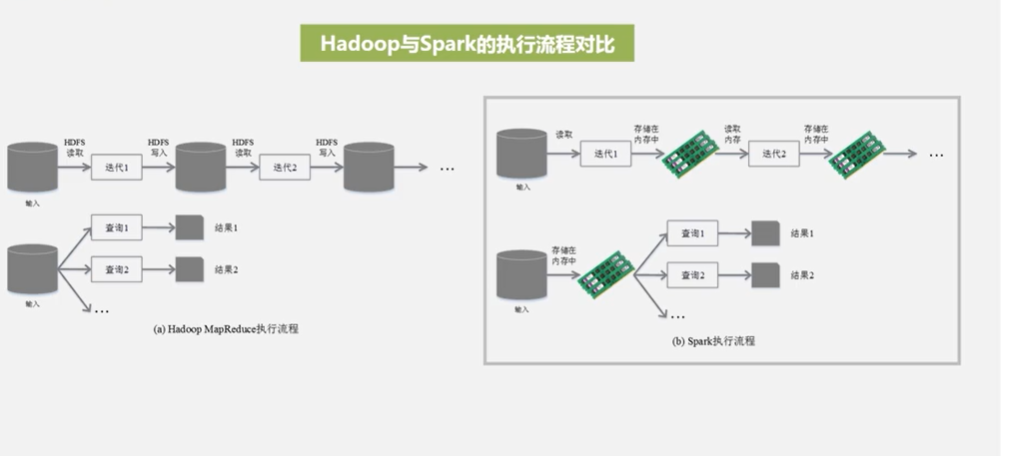 Hadoop与Spark的执行流程对比
HDFS
读取
迭代1
HDFS
写入
HDFS
读取
迭代2
HDFS
写入
...
输入
查询1
结果1
查询2
结果2
...
输入
(a) Hadoop MapReduce执行流程
读取
迭代1
存储在
内存中
读取
内存
迭代2
存储在
内存中
...
输入
存储在
内存中
查询1
结果1
查询2
结果2
...
输入
(b) Spark执行流程